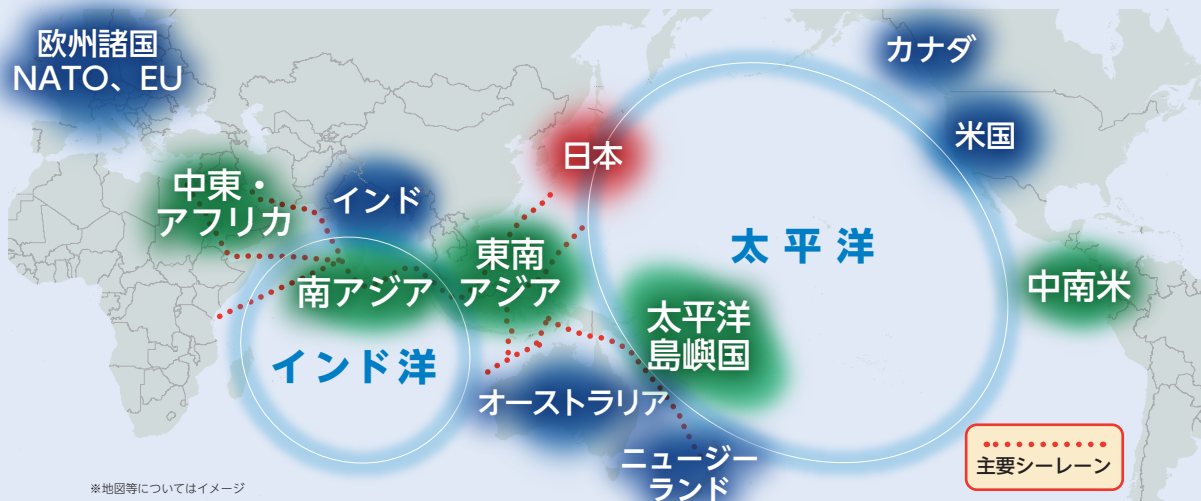 欧州諸国
NATO、EU
カナダ
米国
日本
中東・
アフリカ
インド
太平洋
東南
アジア
南アジア
中南米
太平洋
島嶼国
インド洋
オーストラリア
ニュージー
ランド
主要シーレーン
※地図等についてはイメージ